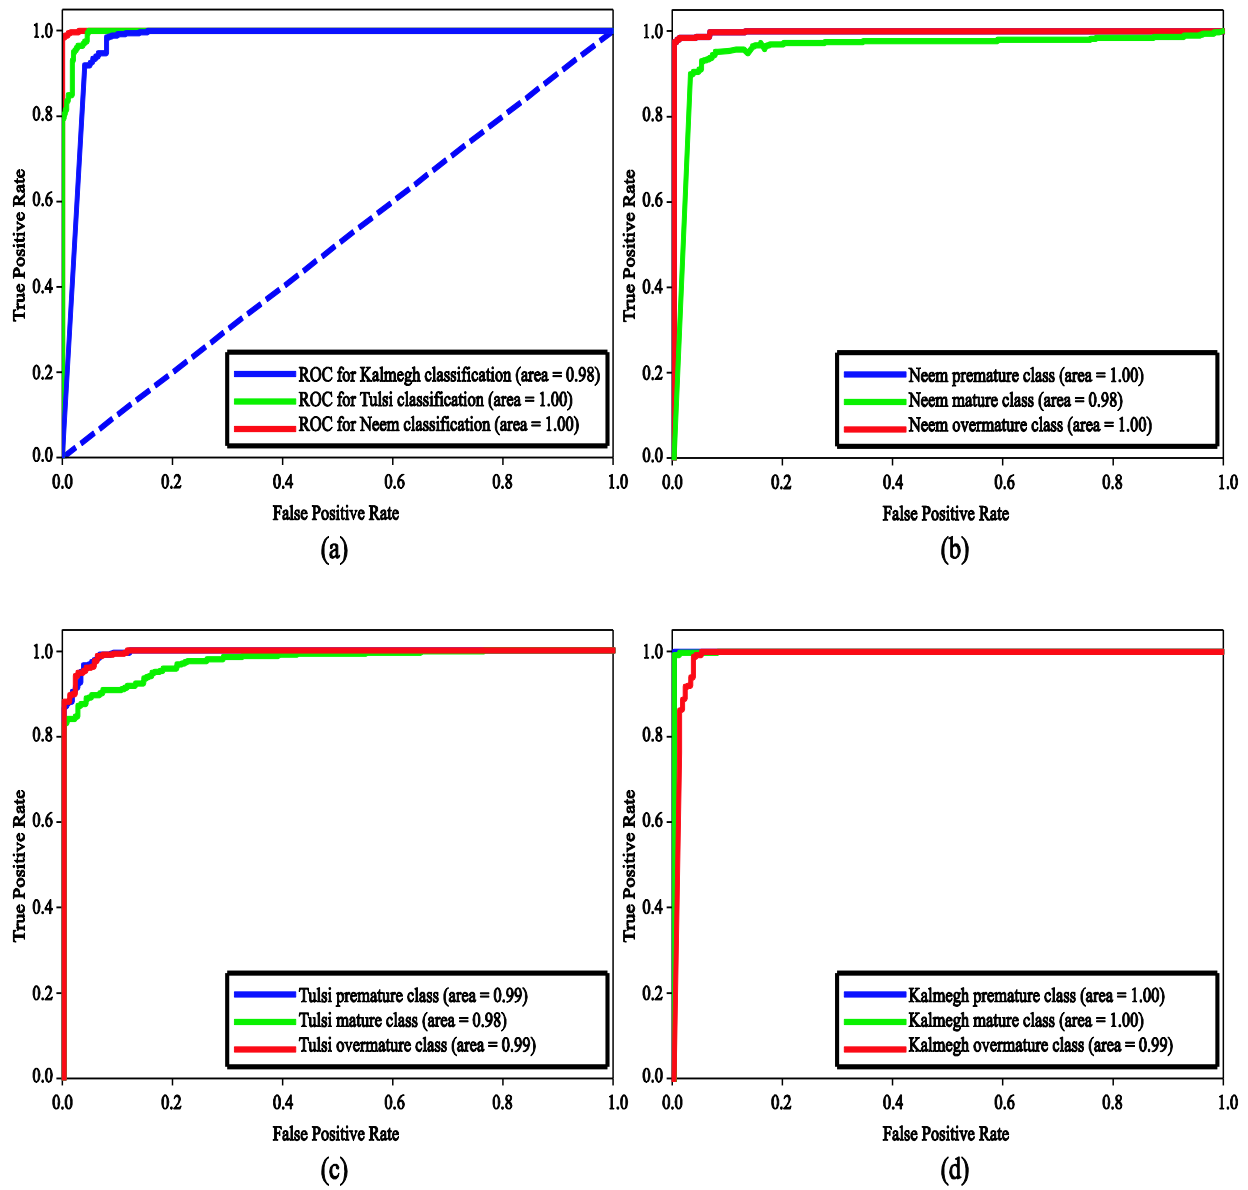 1.0
0.8
0.6
0.4
0.2
0.0
True Positive Rate
ROC for Kalmegh classification (area = 0.98)
ROC for Tulsi classification (area = 1.00)
ROC for Neem classification (area = 1.00)
0.0 0.2 0.4 0.6 0.8 1.0
False Positive Rate
(a)
1.0
0.8
0.6
0.4
0.2
0.0
True Positive Rate
Neem premature class (area = 1.00)
Neem mature class (area = 0.98)
Neem overmature class (area = 1.00)
0.0 0.2 0.4 0.6 0.8 1.0
False Positive Rate
(b)
1.0
0.8
0.6
0.4
0.2
0.0
True Positive Rate
Tulsi premature class (area = 0.99)
Tulsi mature class (area = 0.98)
Tulsi overmature class (area = 0.99)
0.0 0.2 0.4 0.6 0.8 1.0
False Positive Rate
(c)
1.0
0.8
0.6
0.4
0.2
0.0
True Positive Rate
Kalmegh premature class (area = 1.00)
Kalmegh mature class (area = 1.00)
Kalmegh overmature class (area = 0.99)
0.0 0.2 0.4 0.6 0.8 1.0
False Positive Rate
(d)